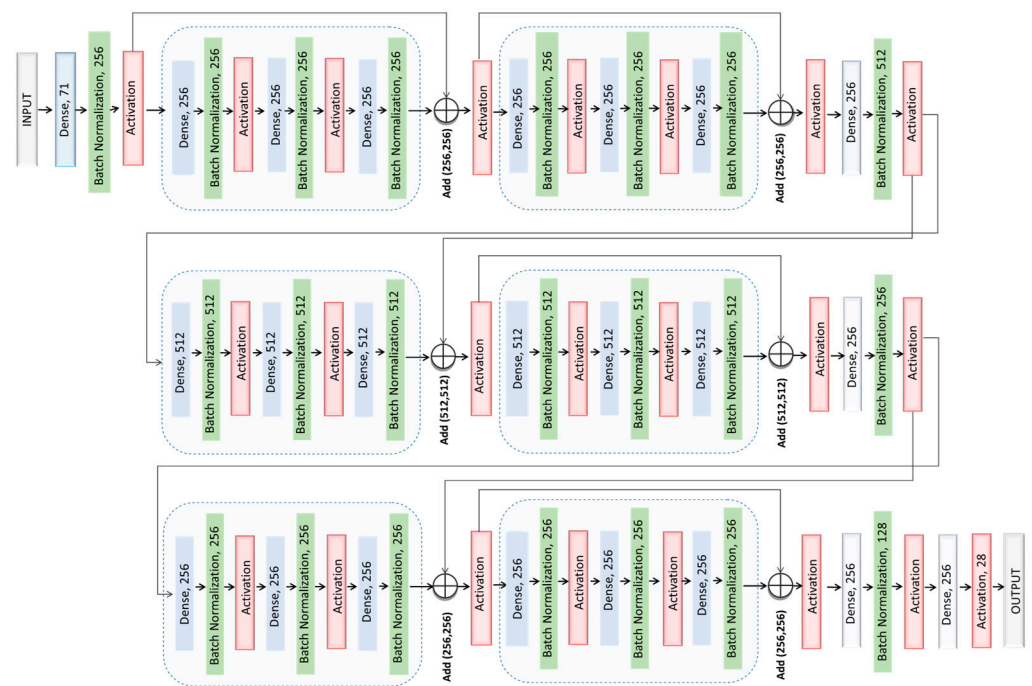 INPUT
Dense, 71
Batch Normalization, 256
Activation
Dense, 256
Batch Normalization, 256
Activation
Dense, 256
Batch Normalization, 256
Activation
Dense, 256
Batch Normalization, 256
Add (256,256)
Activation
Dense, 256
Batch Normalization, 256
Activation
Dense, 256
Batch Normalization, 256
Activation
Dense, 256
Batch Normalization, 256
Add (256,256)
Activation
Dense, 256
Batch Normalization, 512
Activation
Dense, 512
Batch Normalization, 512
Activation
Dense, 512
Batch Normalization, 512
Activation
Dense, 512
Batch Normalization, 512
Add (512,512)
Activation
Dense, 512
Batch Normalization, 512
Activation
Dense, 512
Batch Normalization, 512
Activation
Dense, 512
Batch Normalization, 512
Add (512,512)
Activation
Dense, 256
Batch Normalization, 256
Activation
Dense, 256
Batch Normalization, 256
Activation
Dense, 256
Batch Normalization, 256
Activation
Dense, 256
Batch Normalization, 256
Add (256,256)
Activation
Dense, 256
Batch Normalization, 256
Activation
Dense, 256
Batch Normalization, 256
Activation
Dense, 256
Batch Normalization, 256
Add (256,256)
Activation
Dense, 256
Batch Normalization, 128
Activation
Dense, 256
Activation, 28
OUTPUT